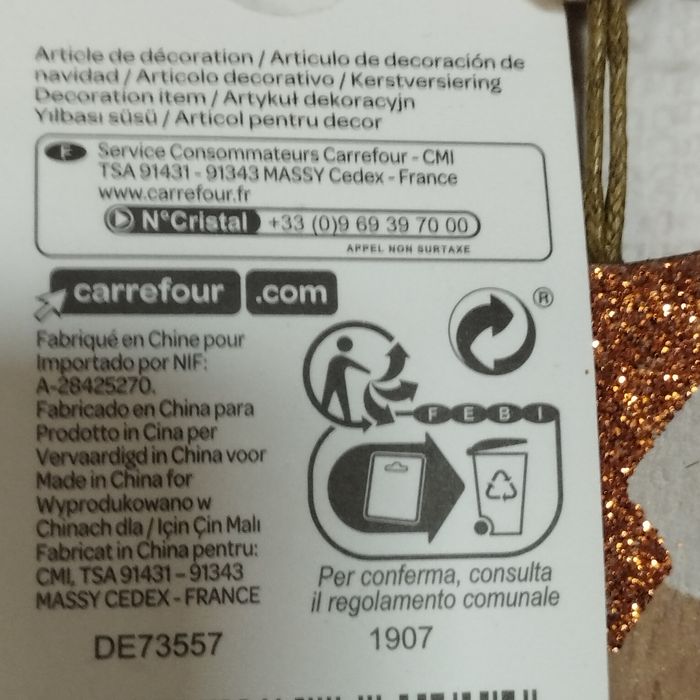 Article de décoration / Articulo de decoración de
navidad / Articolo decorativo / Kerstversiering
Decoration item / Artykuł dekoracyjn
Yılbası süsü / Articol pentru decor
F Service Consommateurs Carrefour - CMI
TSA 91431 - 91343 MASSY Cedex - France
www.carrefour.fr
N°Cristal +33 (0)9 69 39 70 00
APPEL NON SURTAXE
carrefour .com
®
Fabriqué en Chine pour
Importado por NIF:
A-28425270.
Fabricado en China para
Prodotto in Cina per
Vervaardigd in China voor
Made in China for
Wyprodukowano w
Chinach dla / Için Çin Malı
Fabricat in China pentru:
CMI, TSA 91431 – 91343
MASSY CEDEX - FRANCE
F E B I
Per conferma, consulta
il regolamento comunale
DE73557
1907